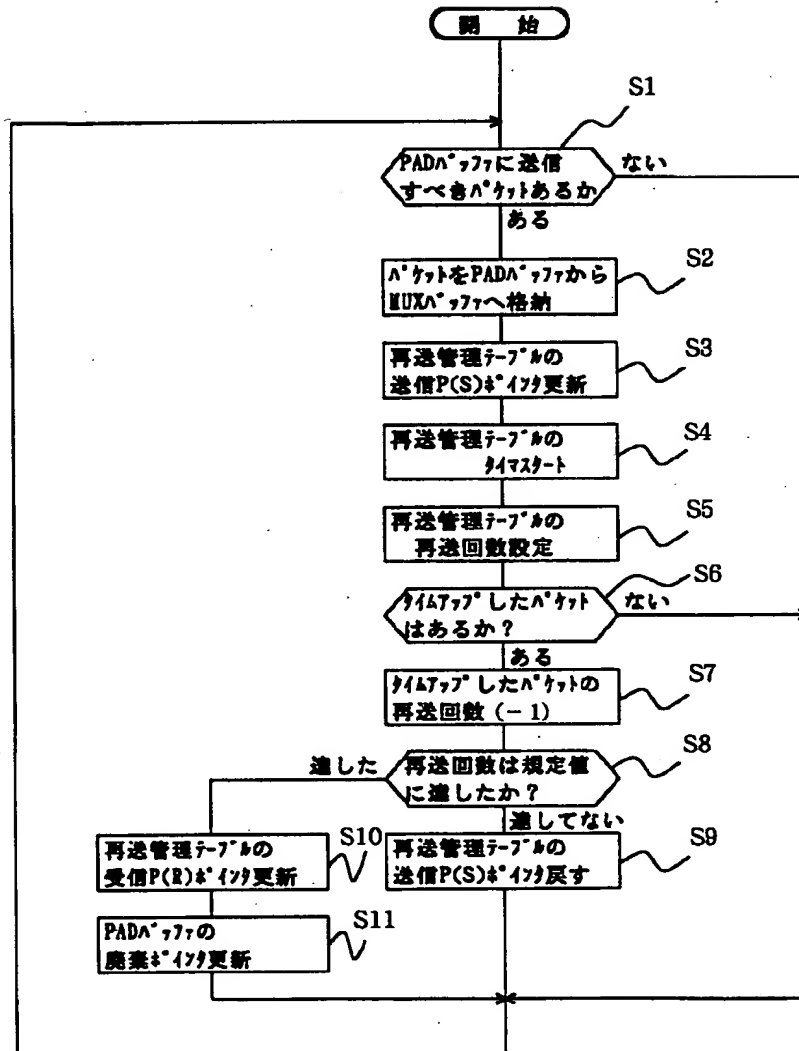 開 始
S1
PADバッファに送信
すべきパケットあるか
ない
ある
S2
パケットをPADバッファから
MUXバッファへ格納
S3
再送管理テーブルの
送信P(S)ポインタ更新
S4
再送管理テーブルの
タイマスタート
S5
再送管理テーブルの
再送回数設定
S6
タイムアップしたパケット
はあるか?
ない
ある
S7
タイムアップしたパケットの
再送回数(-1)
S8
再送回数は規定値
に達したか?
達した
達してない
S9
再送管理テーブルの
送信P(S)ポインタ戻す
S10
再送管理テーブルの
受信P(R)ポインタ更新
S11
PADバッファの
廃棄ポインタ更新